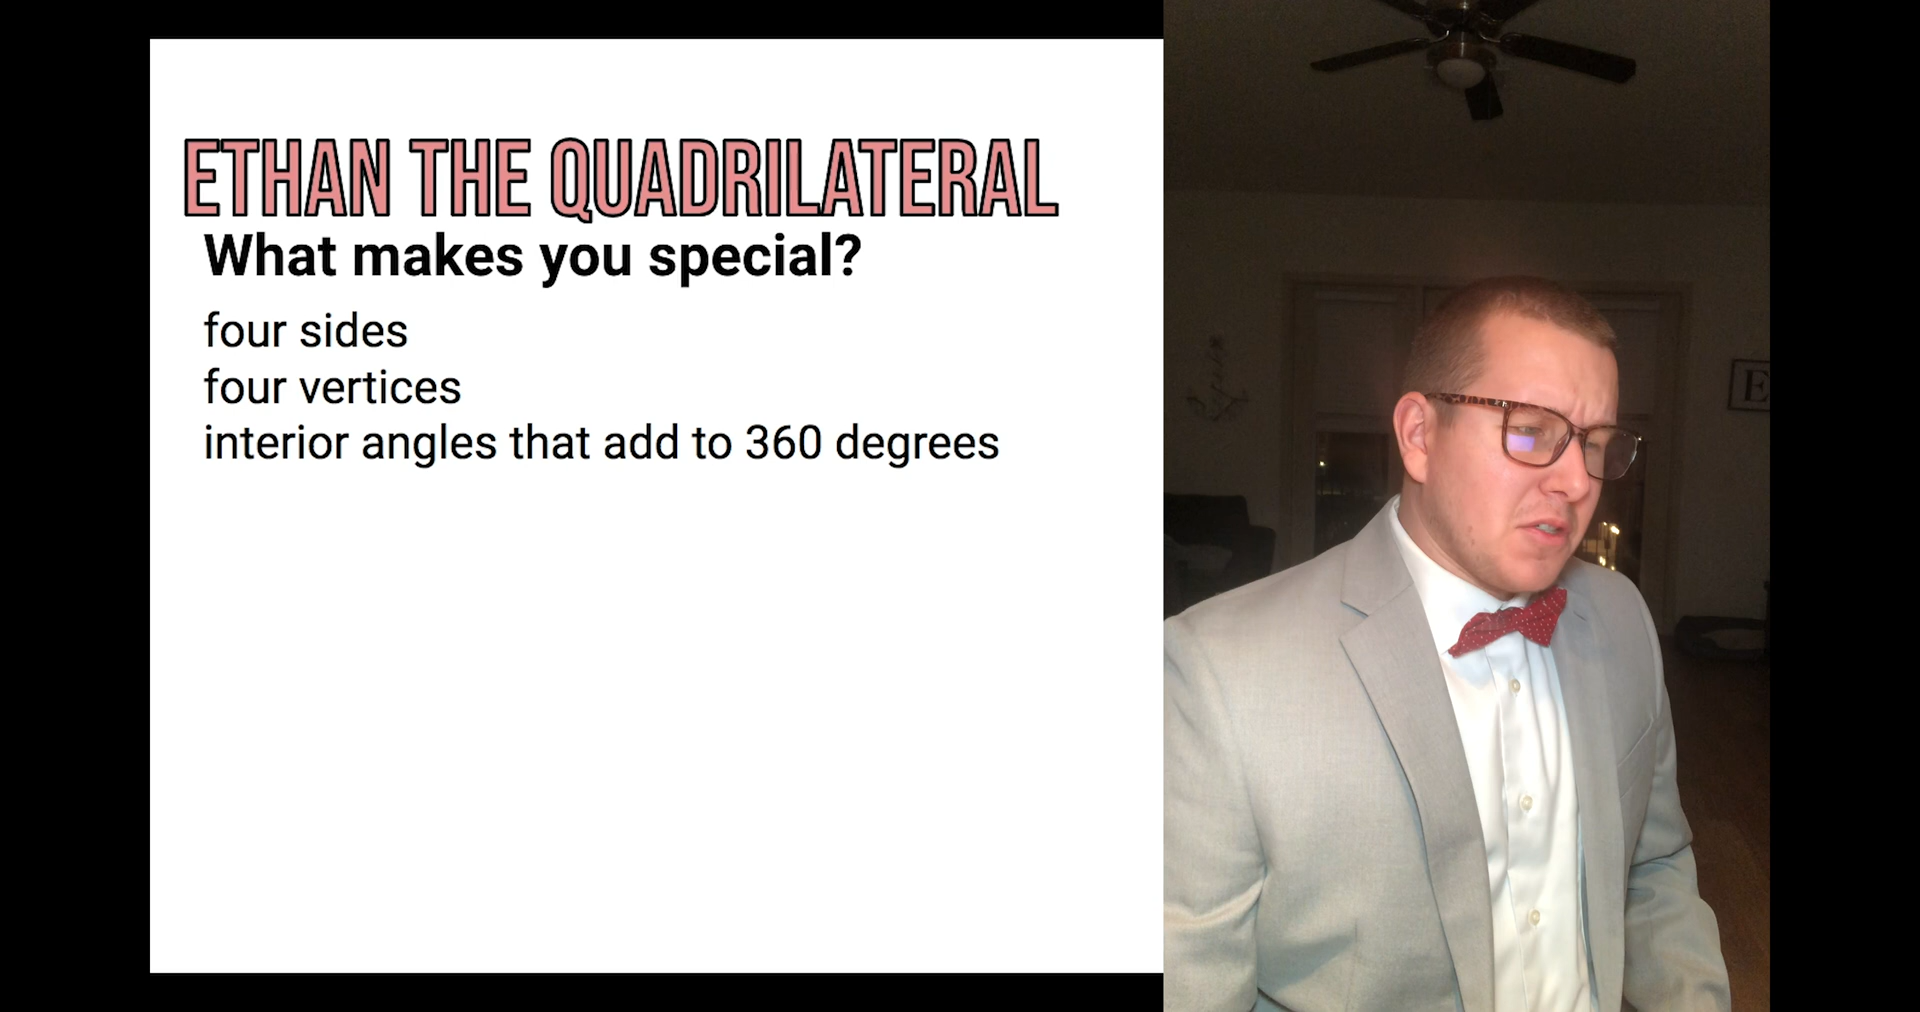 ETHAN THE QUADRILATERAL
What makes you special?
four sides
four vertices
interior angles that add to 360 degrees
E